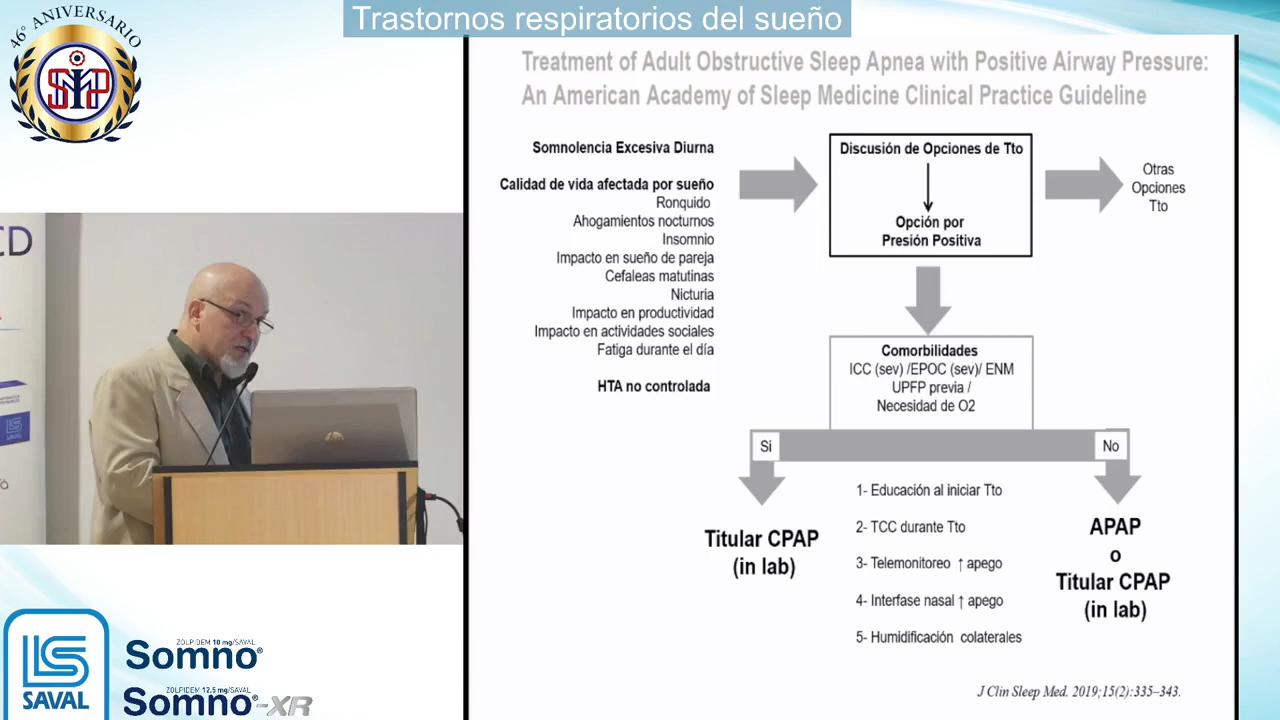 Trastornos respiratorios del sueño
46° ANIVERSARIO
Treatment of Adult Obstructive Sleep Apnea with Positive Airway Pressure:
An American Academy of Sleep Medicine Clinical Practice Guideline
Somnolencia Excesiva Diurna
Calidad de vida afectada por sueño
Ronquido
Ahogamientos nocturnos
Insomnio
Impacto en sueño de pareja
Cefaleas matutinas
Nicturia
Impacto en productividad
Impacto en actividades sociales
Fatiga durante el día
HTA no controlada
Discusión de Opciones de Tto
Opción por
Presión Positiva
Otras
Opciones
Tto
Comorbilidades
ICC (sev) /EPOC (sev)/ ENM
UPFP previa /
Necesidad de O2
Si
No
Titular CPAP
(in lab)
1- Educación al iniciar Tto
2- TCC durante Tto
3- Telemonitoreo ↑ apego
4- Interfase nasal ↑ apego
5- Humidificación colaterales
APAP
o
Titular CPAP
(in lab)
J Clin Sleep Med. 2019;15(2):335–343.
CD
LS
SAVAL
hp
LS
SAVAL
ZOLPIDEM 10 mg/SAVAL
Somno®
ZOLPIDEM 12,5 mg/SAVAL
Somno®-XR